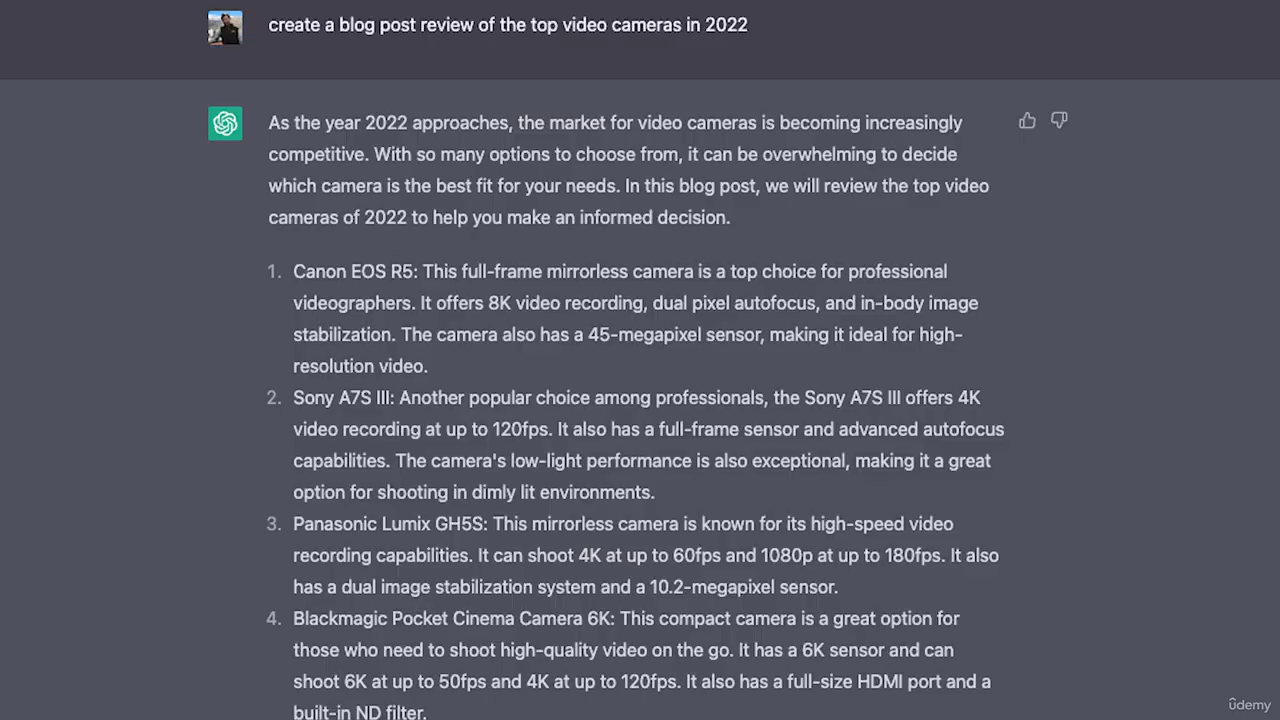 create a blog post review of the top video cameras in 2022
As the year 2022 approaches, the market for video cameras is becoming increasingly
competitive. With so many options to choose from, it can be overwhelming to decide
which camera is the best fit for your needs. In this blog post, we will review the top video
cameras of 2022 to help you make an informed decision.
1. Canon EOS R5: This full-frame mirrorless camera is a top choice for professional
videographers. It offers 8K video recording, dual pixel autofocus, and in-body image
stabilization. The camera also has a 45-megapixel sensor, making it ideal for high-
resolution video.
2. Sony A7S III: Another popular choice among professionals, the Sony A7S III offers 4K
video recording at up to 120fps. It also has a full-frame sensor and advanced autofocus
capabilities. The camera's low-light performance is also exceptional, making it a great
option for shooting in dimly lit environments.
3. Panasonic Lumix GH5S: This mirrorless camera is known for its high-speed video
recording capabilities. It can shoot 4K at up to 60fps and 1080p at up to 180fps. It also
has a dual image stabilization system and a 10.2-megapixel sensor.
4. Blackmagic Pocket Cinema Camera 6K: This compact camera is a great option for
those who need to shoot high-quality video on the go. It has a 6K sensor and can
shoot 6K at up to 50fps and 4K at up to 120fps. It also has a full-size HDMI port and a
built-in ND filter.
ûdemy